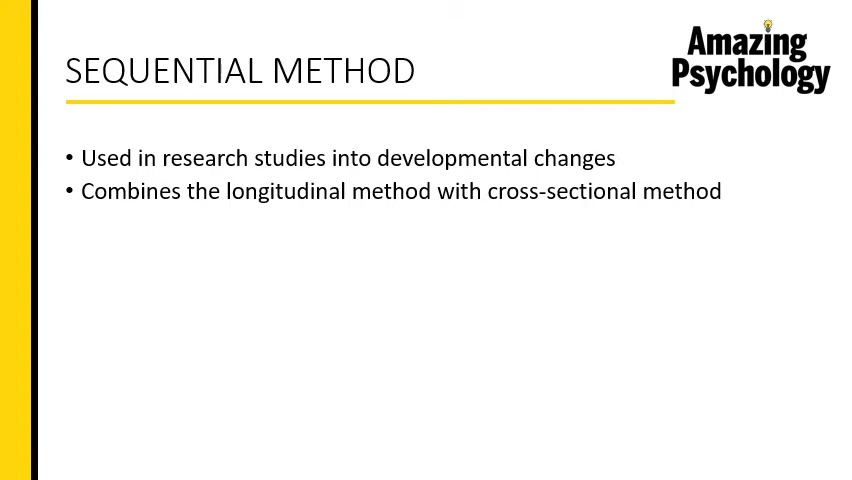 Amazing
Psychology
SEQUENTIAL METHOD
• Used in research studies into developmental changes
• Combines the longitudinal method with cross-sectional method